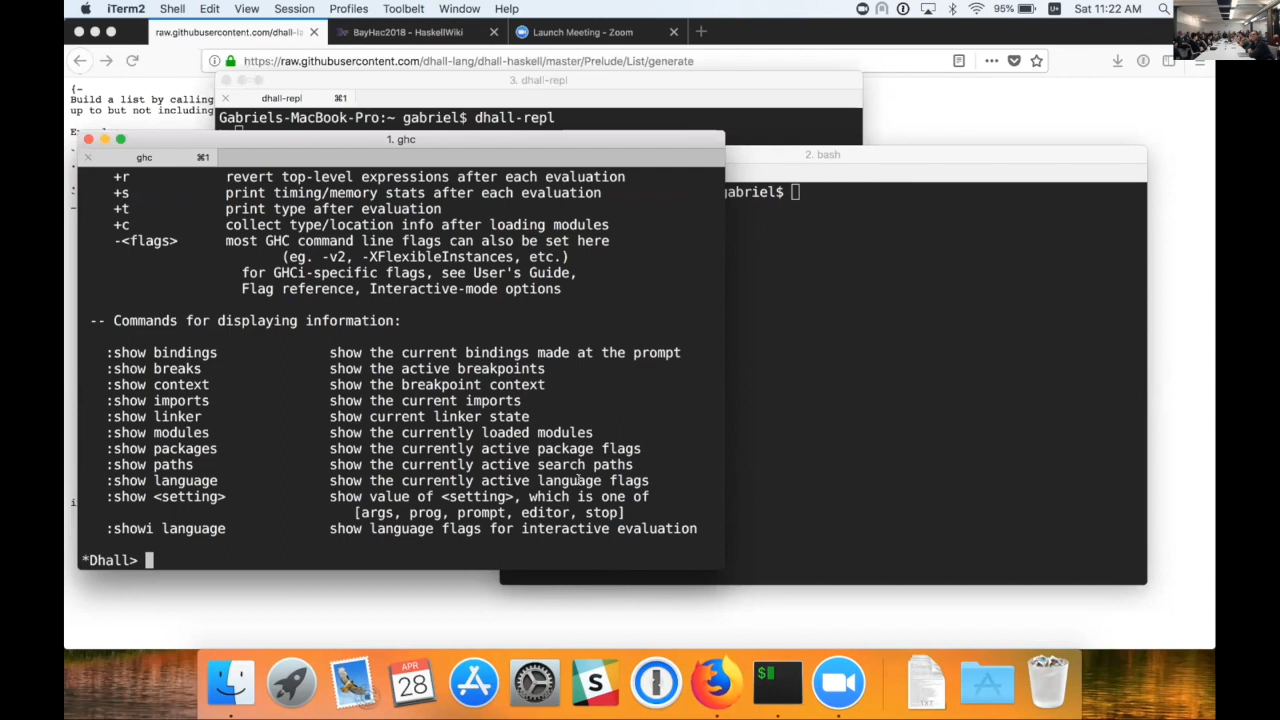 iTerm2 Shell Edit View Session Profiles Toolbelt Window Help 95% Sat 11:22 AM
raw.githubusercontent.com/dhall-la BayHac2018 - HaskellWiki Launch Meeting - Zoom
https://raw.githubusercontent.com/dhall-lang/dhall-haskell/master/Prelude/List/generate
{-
Build a list by calling
up to but not including
3. dhall-repl
dhall-repl ⌘1
Gabriels-MacBook-Pro:~ gabriel$ dhall-repl
2. bash
gabriel$
1. ghc
ghc ⌘1
+r revert top-level expressions after each evaluation
+s print timing/memory stats after each evaluation
+t print type after evaluation
+c collect type/location info after loading modules
-<flags> most GHC command line flags can also be set here
(eg. -v2, -XFlexibleInstances, etc.)
for GHCi-specific flags, see User's Guide,
Flag reference, Interactive-mode options
-- Commands for displaying information:
:show bindings show the current bindings made at the prompt
:show breaks show the active breakpoints
:show context show the breakpoint context
:show imports show the current imports
:show linker show current linker state
:show modules show the currently loaded modules
:show packages show the currently active package flags
:show paths show the currently active search paths
:show language show the currently active language flags
:show <setting> show value of <setting>, which is one of
[args, prog, prompt, editor, stop]
:showi language show language flags for interactive evaluation
*Dhall>
APR
28
S
$
TXT